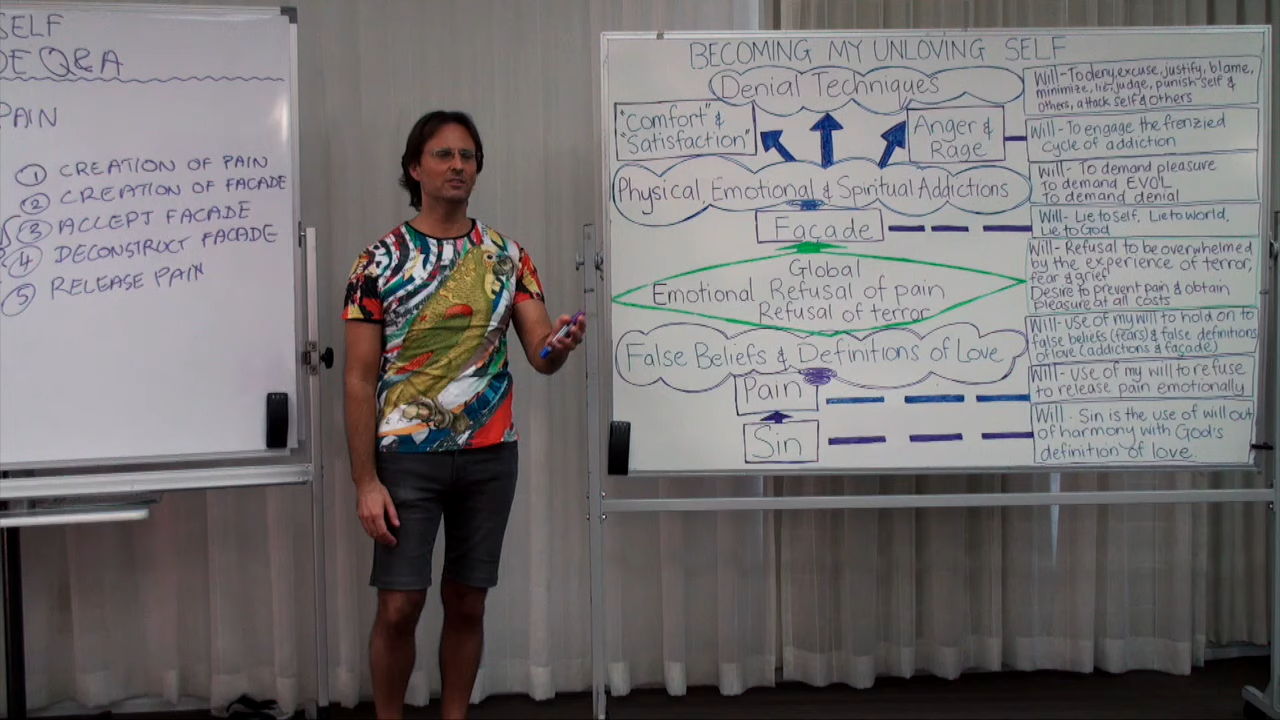 SELF
DE Q&A
PAIN
1 CREATION OF PAIN
2 CREATION OF FACADE
3 ACCEPT FACADE
4 DECONSTRUCT FACADE
5 RELEASE PAIN
BECOMING MY UNLOVING SELF
Denial Techniques
"Comfort" &
"Satisfaction"
Anger &
Rage
Physical, Emotional & Spiritual Addictions
Façade
Global
Emotional Refusal of pain
Refusal of terror
False Beliefs & Definitions of Love
Pain
Sin
Will - To deny, excuse, justify, blame,
minimize, lie, judge, punish self &
others, attack self & others
Will - To engage the frenzied
cycle of addiction
Will - To demand pleasure
To demand EVOL
To demand denial
Will - Lie to self. Lie to world,
Lie to God
Will - Refusal to be overwhelmed
by the experience of terror,
fear & grief
Desire to prevent pain & obtain
pleasure at all costs
Will - use of my will to hold on to
false beliefs (fears) & false definitions
of love (addictions & façade)
Will - use of my will to refuse
to release pain emotionally
Will - Sin is the use of will out
of harmony with God's
definition of love.